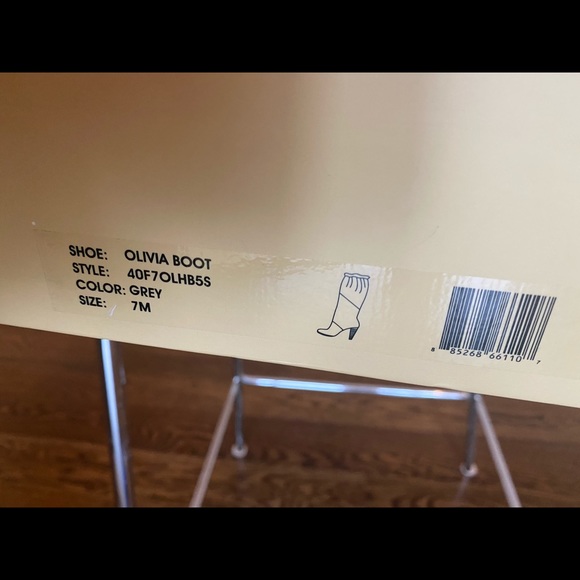 SHOE: OLIVIA BOOT
STYLE: 40F7OLHB5S
COLOR: GREY
SIZE: 7M
8 85268 66110 7